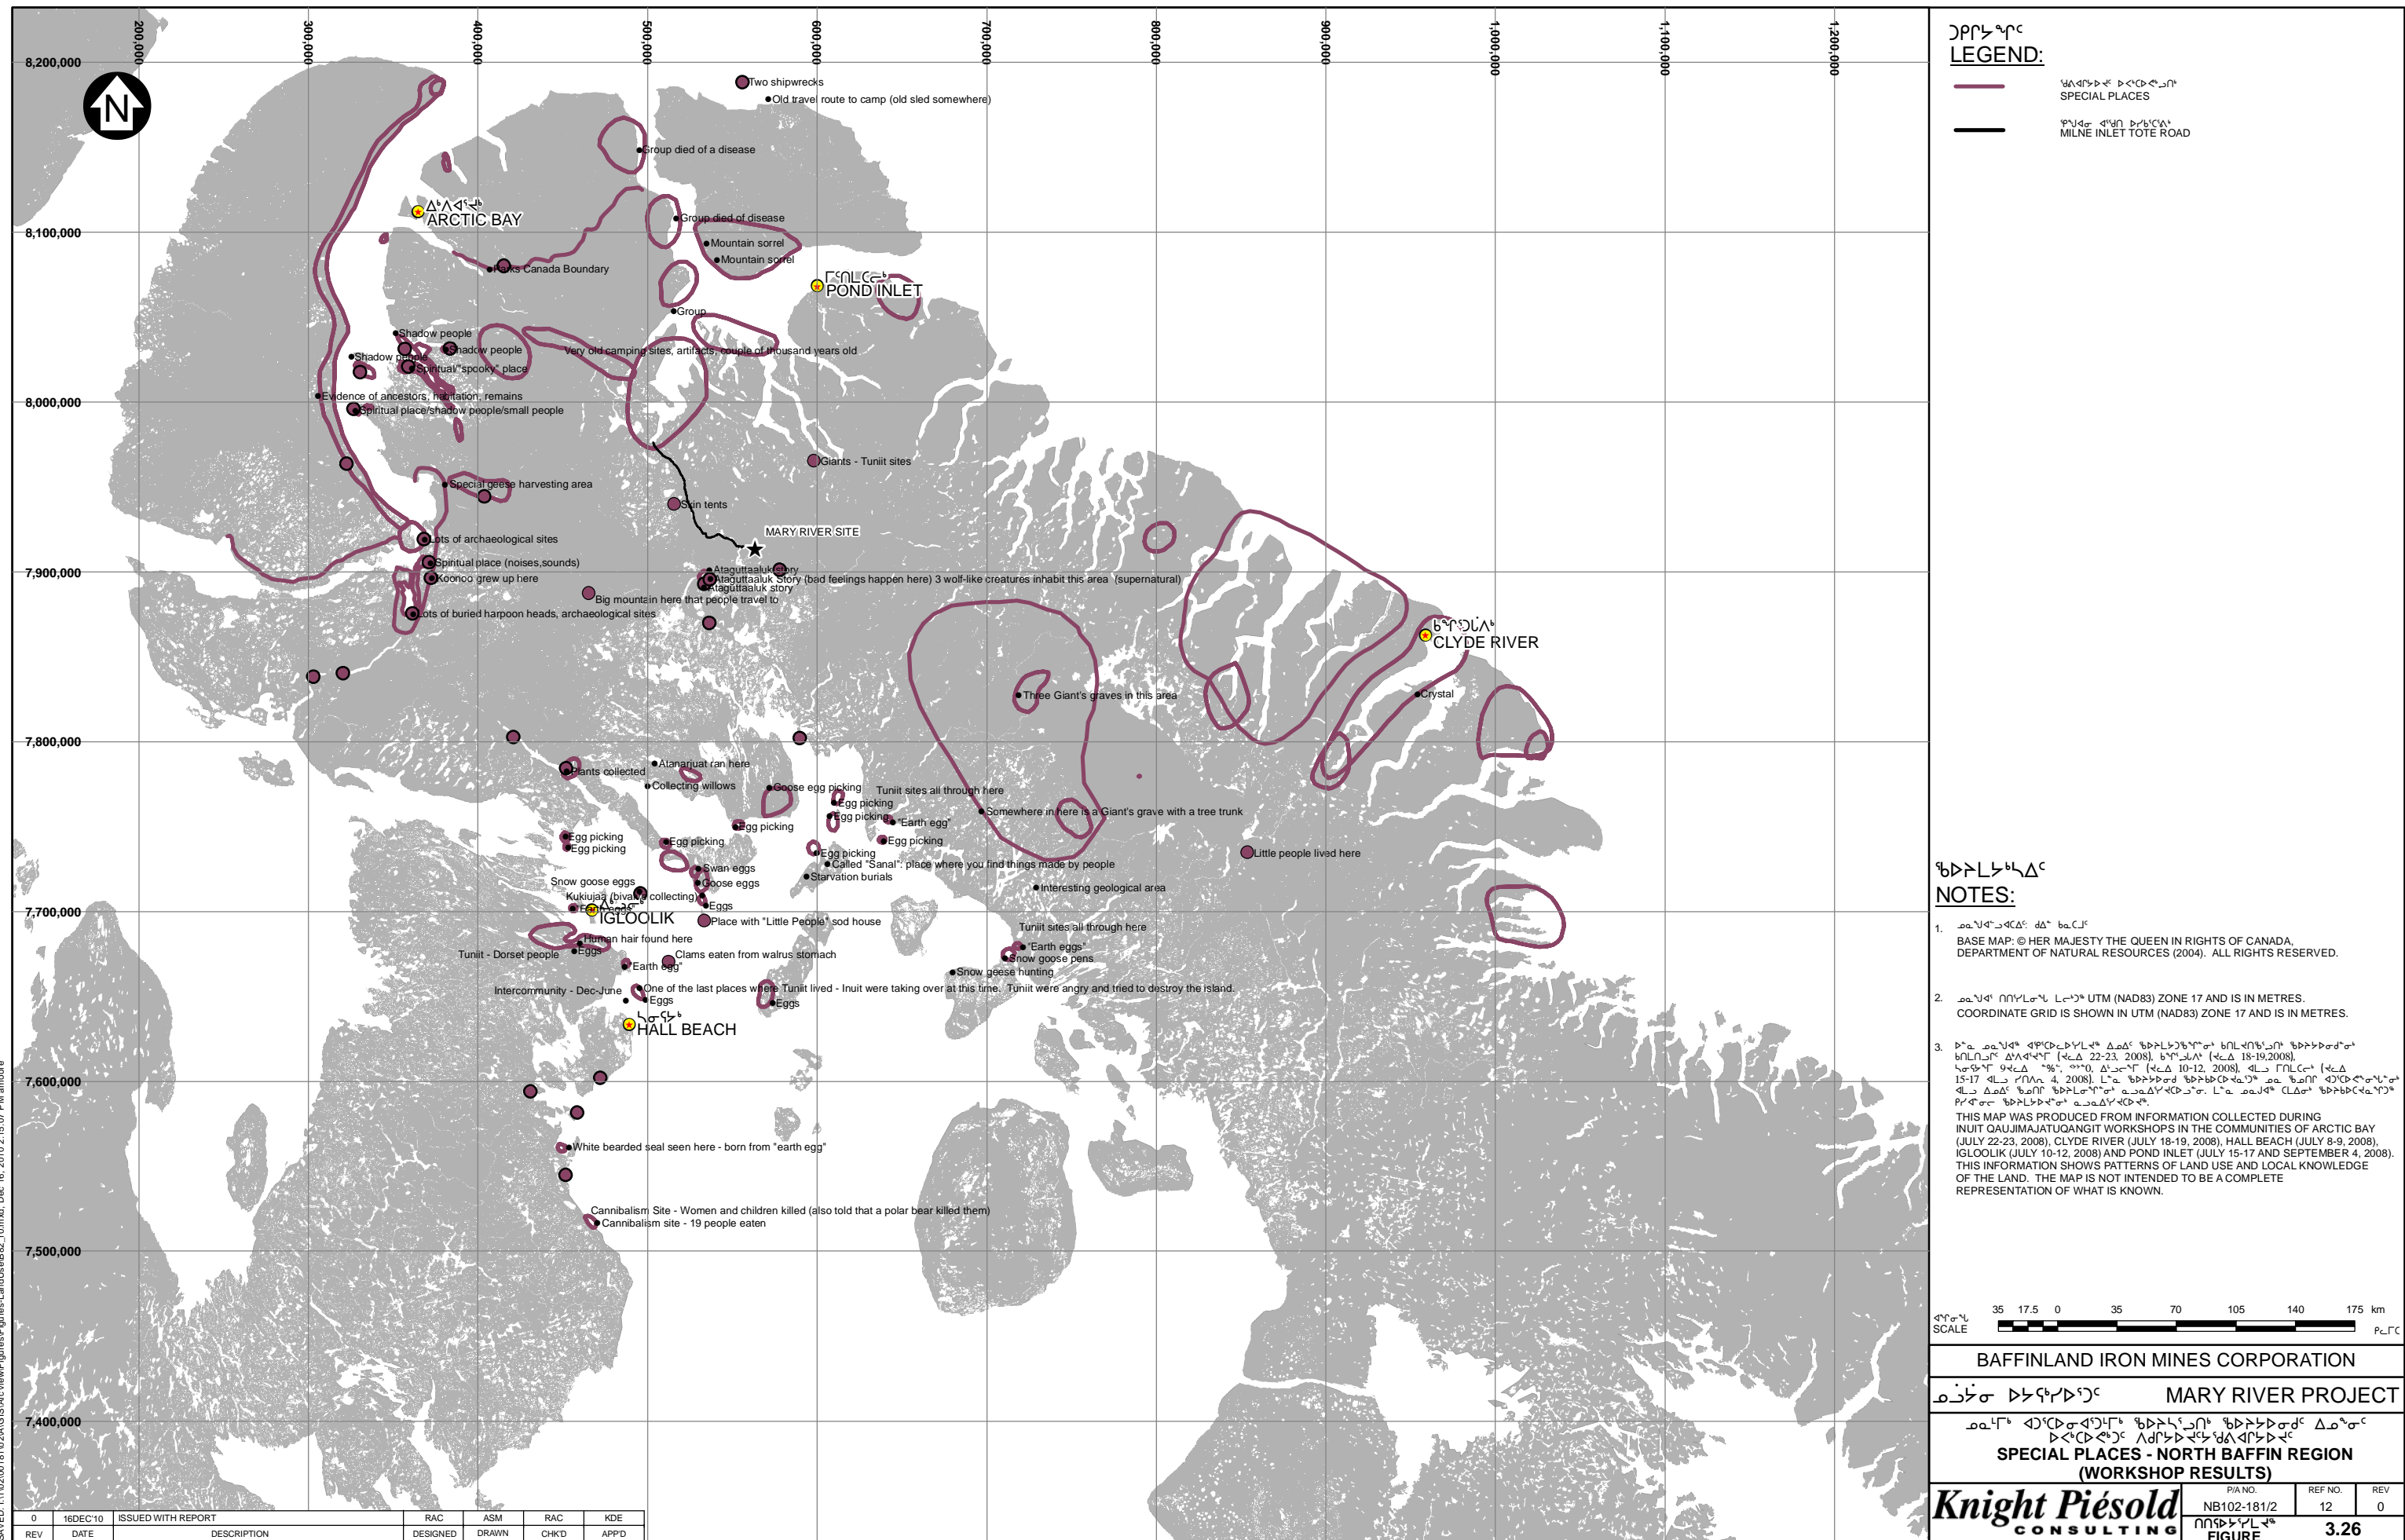 200,000
300,000
400,000
500,000
600,000
700,000
800,000
900,000
1,000,000
1,100,000
1,200,000
8,200,000
8,100,000
8,000,000
7,900,000
7,800,000
7,700,000
7,600,000
7,500,000
7,400,000
N
Two shipwrecks
Old travel route to camp (old sled somewhere)
Group died of a disease
ARCTIC BAY
Group died of disease
Mountain sorrel
Mountain sorrel
Parks Canada Boundary
POND INLET
Group
Shadow people
Shadow people
Shadow people
Very old camping sites, artifacts, couple of thousand years old
Spiritual/"spooky" place
Evidence of ancestors, habitation, remains
Spiritual place/shadow people/small people
Giants - Tuniit sites
Special geese harvesting area
Skin tents
MARY RIVER SITE
Lots of archaeological sites
Spiritual place (noises,sounds)
Koonoo grew up here
Ataguttaaluk story
Ataguttaaluk Story (bad feelings happen here) 3 wolf-like creatures inhabit this area (supernatural)
Ataguttaaluk story
Big mountain here that people travel to
Lots of buried harpoon heads, archaeological sites
CLYDE RIVER
Three Giant's graves in this area
Crystal
Atanarjuat ran here
Plants collected
Collecting willows
Goose egg picking
Tuniit sites all through here
Egg picking
Somewhere in here is a Giant's grave with a tree trunk
Egg picking
"Earth egg"
Egg picking
Egg picking
Egg picking
Egg picking
Egg picking
Egg picking
Little people lived here
Called "Sanal": place where you find things made by people
Swan eggs
Starvation burials
Snow goose eggs
Goose eggs
Interesting geological area
Kukiujaa (bivalve collecting)
"Earth eggs"
Eggs
IGLOOLIK
Place with "Little People" sod house
Tuniit sites all through here
Human hair found here
"Earth eggs"
Tuniit - Dorset people
Eggs
Clams eaten from walrus stomach
Snow goose pens
"Earth egg"
Snow geese hunting
Intercommunity - Dec-June
One of the last places where Tuniit lived - Inuit were taking over at this time. Tuniit were angry and tried to destroy the island.
Eggs
Eggs
HALL BEACH
White bearded seal seen here - born from "earth egg"
Cannibalism Site - Women and children killed (also told that a polar bear killed them)
Cannibalism site - 19 people eaten
LEGEND:
SPECIAL PLACES
MILNE INLET TOTE ROAD
NOTES:
1.
BASE MAP: © HER MAJESTY THE QUEEN IN RIGHTS OF CANADA,
DEPARTMENT OF NATURAL RESOURCES (2004). ALL RIGHTS RESERVED.
2.
UTM (NAD83) ZONE 17 AND IS IN METRES.
COORDINATE GRID IS SHOWN IN UTM (NAD83) ZONE 17 AND IS IN METRES.
3.
THIS MAP WAS PRODUCED FROM INFORMATION COLLECTED DURING
INUIT QAUJIMAJATUQANGIT WORKSHOPS IN THE COMMUNITIES OF ARCTIC BAY
(JULY 22-23, 2008), CLYDE RIVER (JULY 18-19, 2008), HALL BEACH (JULY 8-9, 2008),
IGLOOLIK (JULY 10-12, 2008) AND POND INLET (JULY 15-17 AND SEPTEMBER 4, 2008).
THIS INFORMATION SHOWS PATTERNS OF LAND USE AND LOCAL KNOWLEDGE
OF THE LAND. THE MAP IS NOT INTENDED TO BE A COMPLETE
REPRESENTATION OF WHAT IS KNOWN.
35 17.5 0 35 70 105 140 175 km
SCALE
BAFFINLAND IRON MINES CORPORATION
MARY RIVER PROJECT
SPECIAL PLACES - NORTH BAFFIN REGION
(WORKSHOP RESULTS)
Knight Piésold
CONSULTING
P/A NO. REF NO. REV
NB102-181/2 12 0
FIGURE 3.26
0 16DEC'10 ISSUED WITH REPORT RAC ASM RAC KDE
REV DATE DESCRIPTION DESIGNED DRAWN CHK'D APP'D